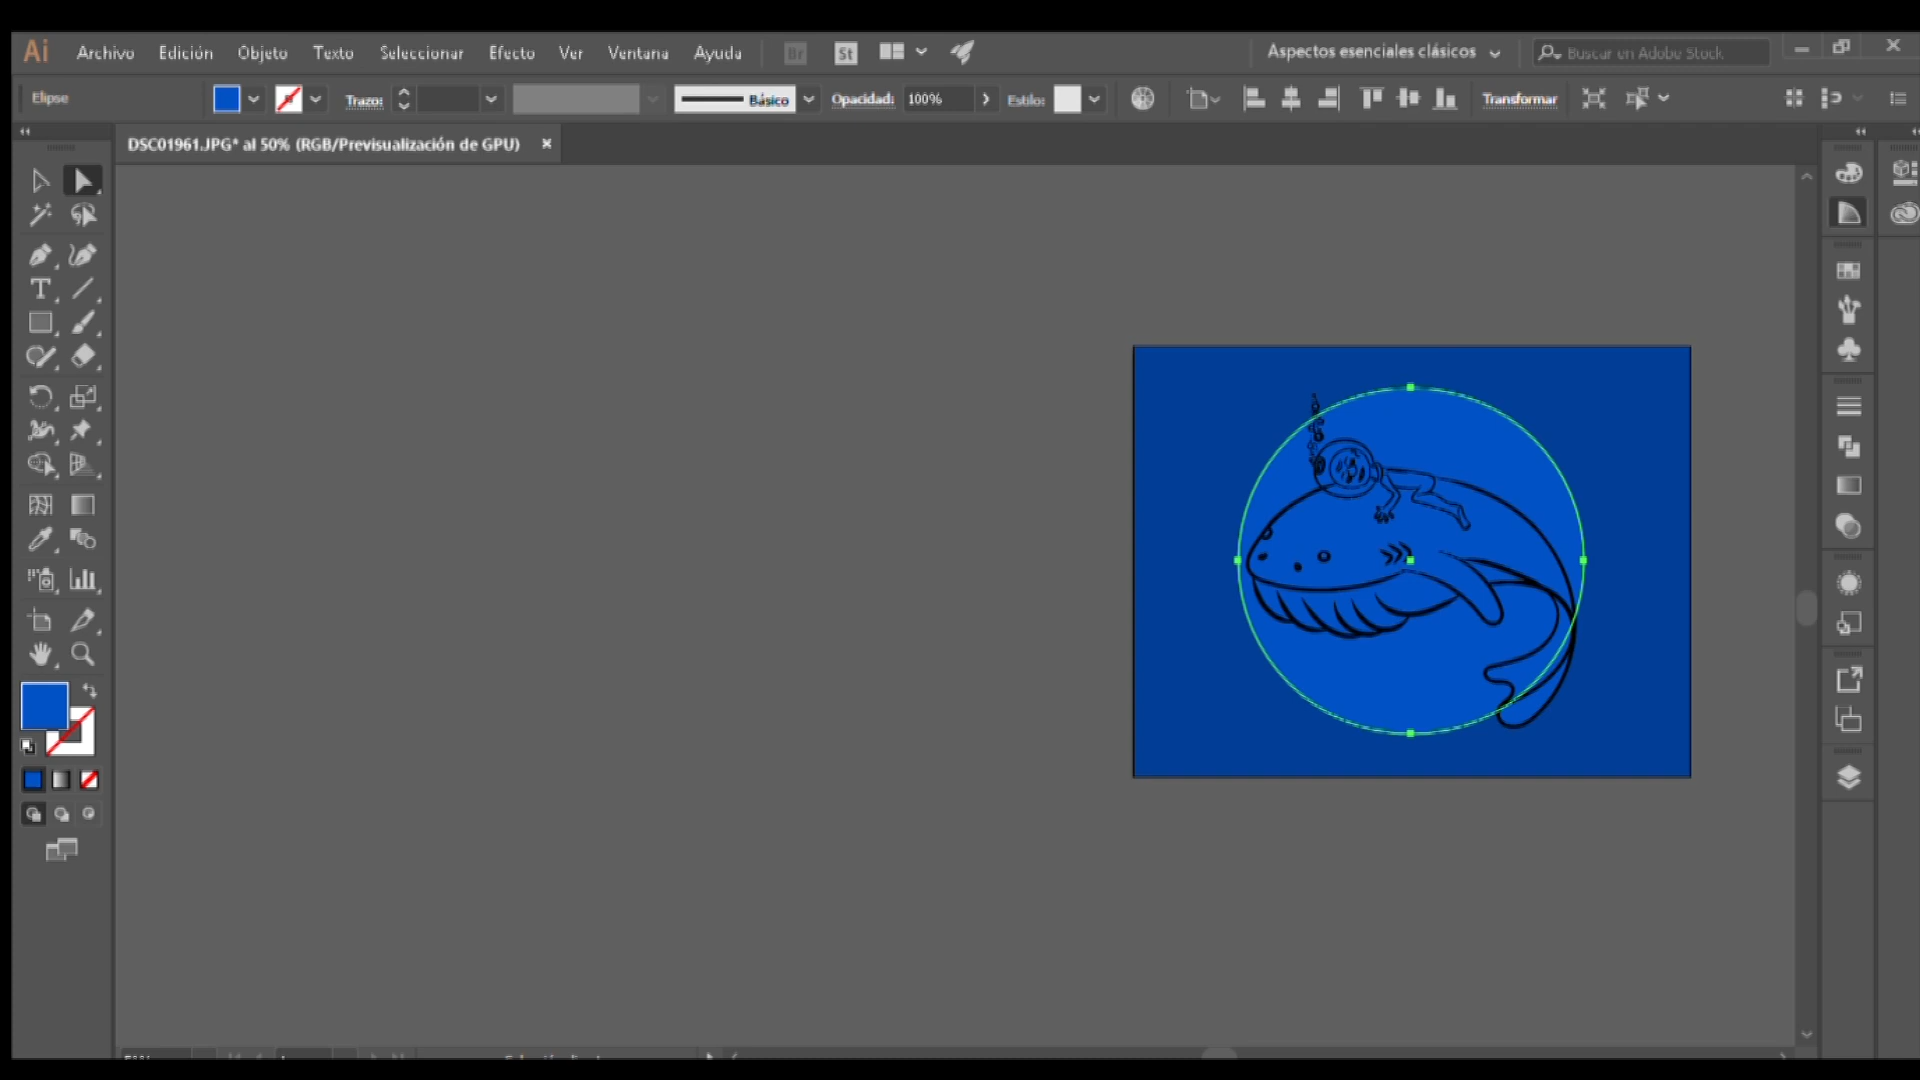 Ai Archivo Edición Objeto Texto Seleccionar Efecto Ver Ventana Ayuda Br St Aspectos esenciales clásicos Buscar en Adobe Stock
Elipse Trazo: Básico Opacidad: 100% Estilo: Transformar
DSC01961.JPG* al 50% (RGB/Previsualización de GPU)